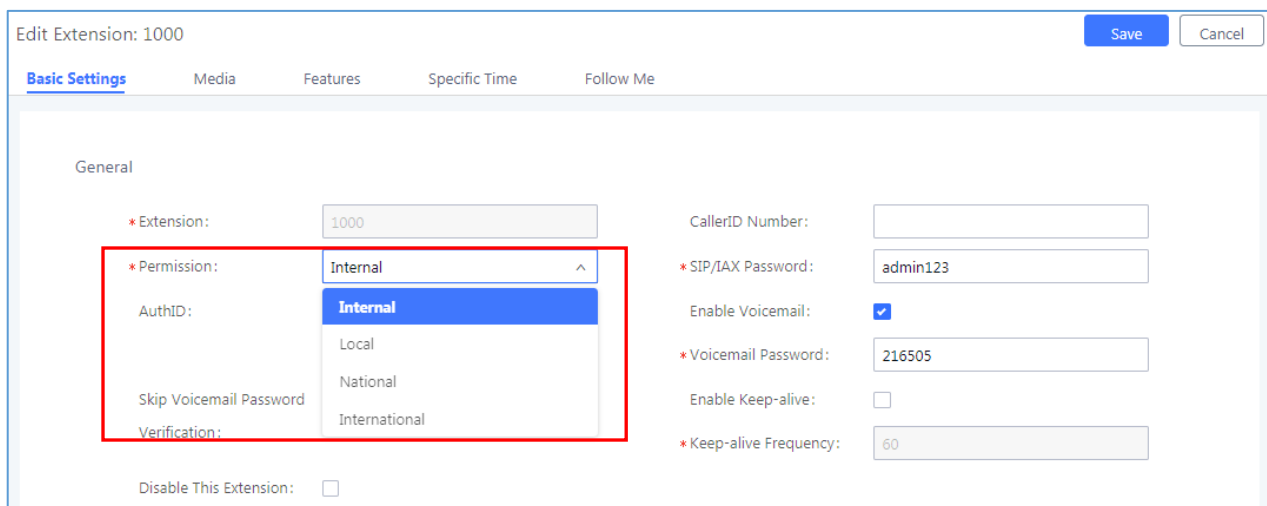 Edit Extension: 1000
Save
Cancel
Basic Settings
Media
Features
Specific Time
Follow Me
General
* Extension:
1000
CallerID Number:
* Permission:
Internal
* SIP/IAX Password:
admin123
AuthID:
Internal
Enable Voicemail:
Local
* Voicemail Password:
216505
National
Skip Voicemail Password
Verification:
Enable Keep-alive:
International
* Keep-alive Frequency:
60
Disable This Extension: